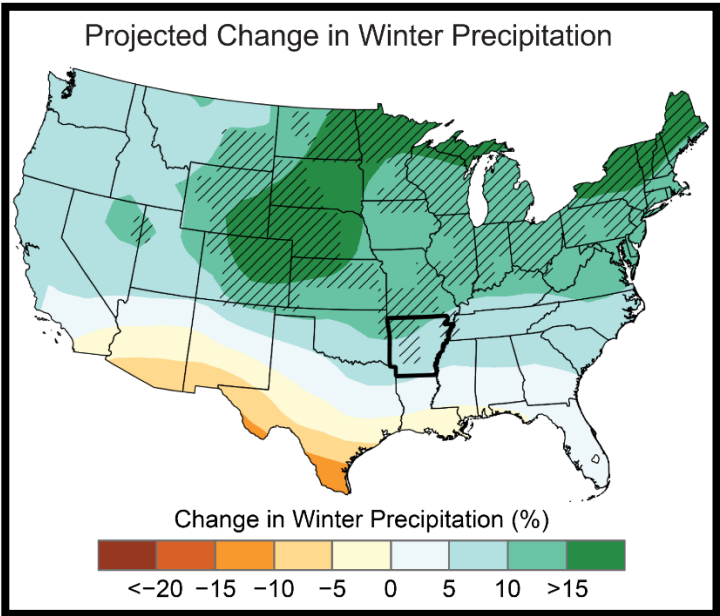 Projected Change in Winter Precipitation
Change in Winter Precipitation (%)
<−20 −15 −10 −5 0 5 10 >15